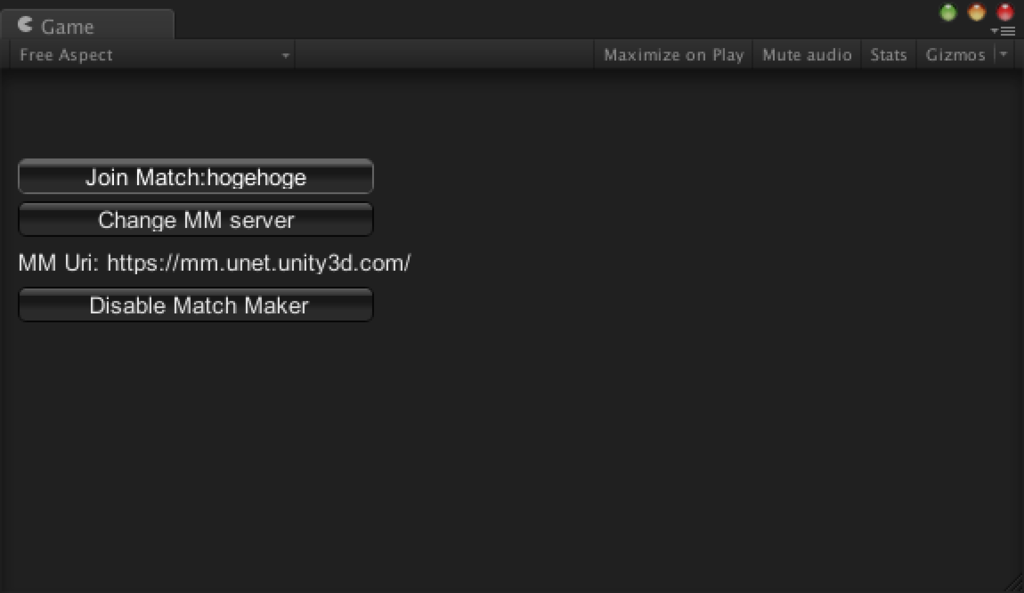 Game
Free Aspect Maximize on Play Mute audio Stats Gizmos
Join Match:hogehoge
Change MM server
MM Uri: https://mm.unet.unity3d.com/
Disable Match Maker